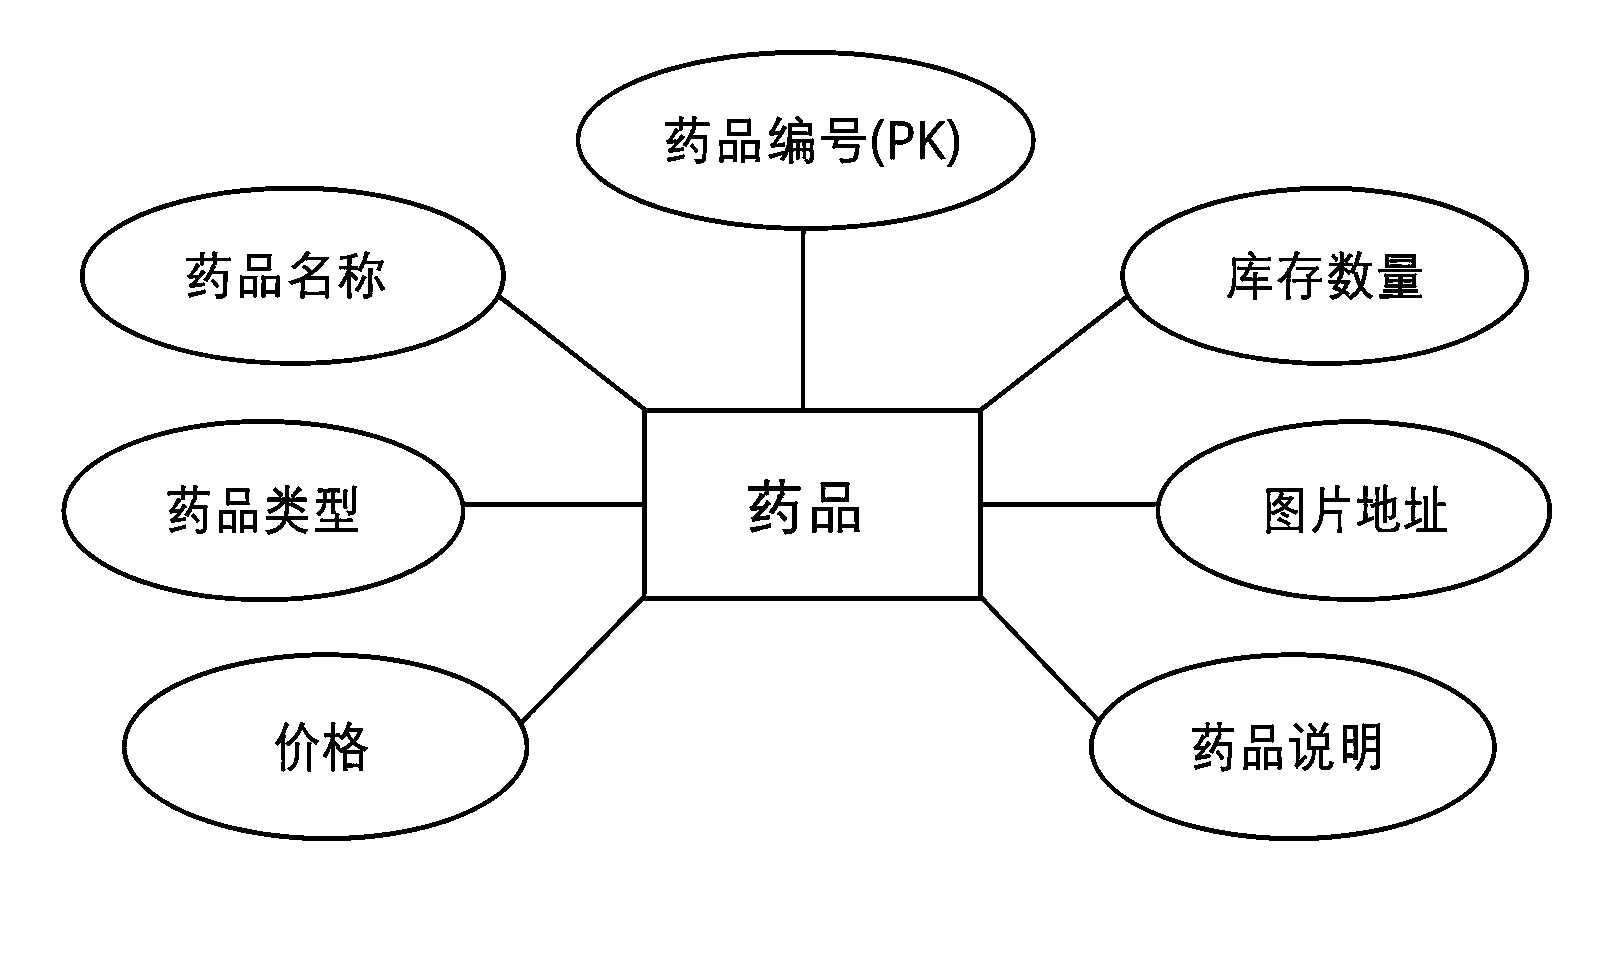 药品编号(PK)
药品名称
库存数量
药品类型
药品
图片地址
价格
药品说明